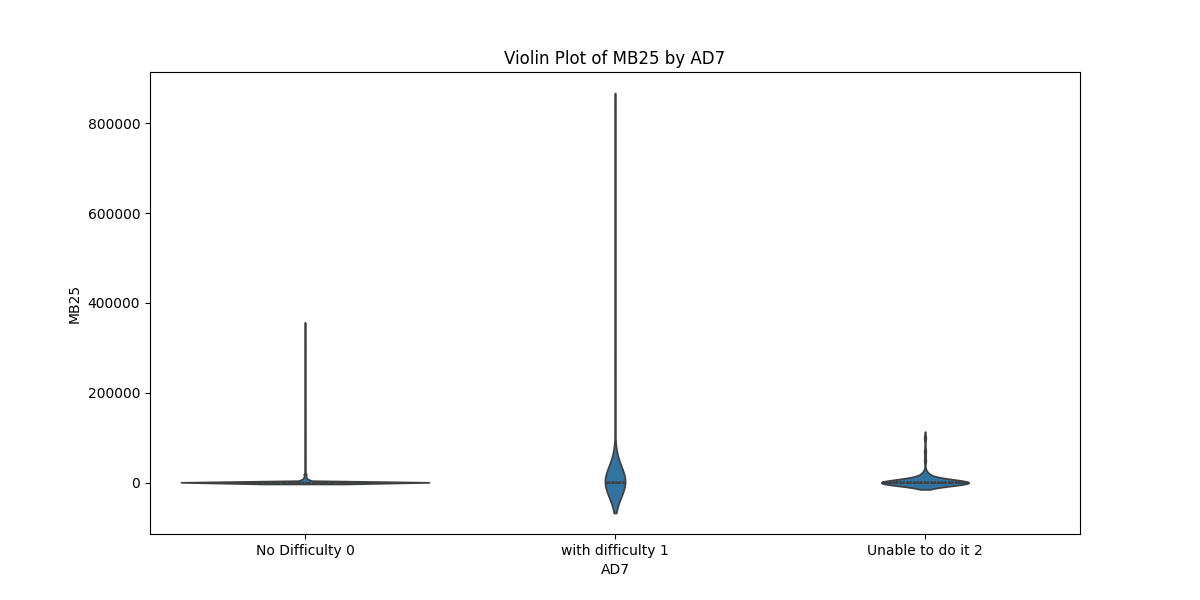 Violin Plot of MB25 by AD7
800000
600000
400000
200000
0
MB25
No Difficulty 0
with difficulty 1
Unable to do it 2
AD7